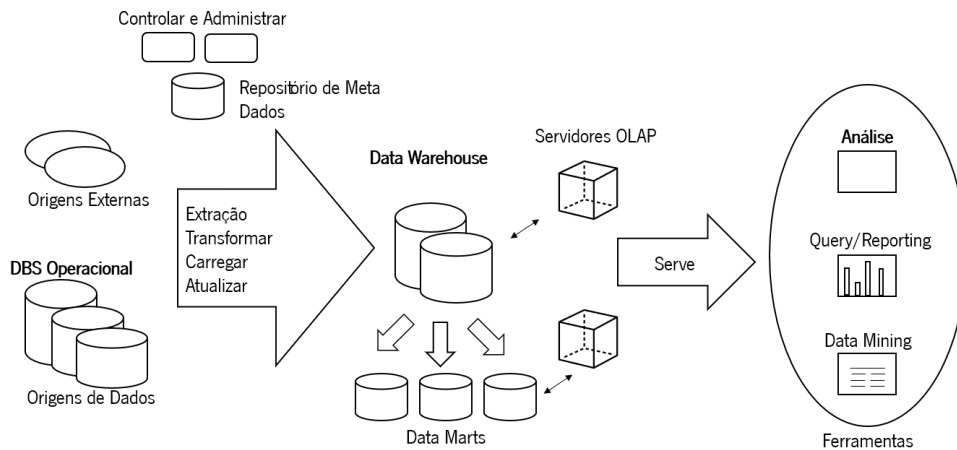 Controlar e Administrar
Repositório de Meta
Dados
Origens Externas
DBS Operacional
Origens de Dados
Extração
Transformar
Carregar
Atualizar
Data Warehouse
Servidores OLAP
Data Marts
Serve
Análise
Query/Reporting
Data Mining
Ferramentas